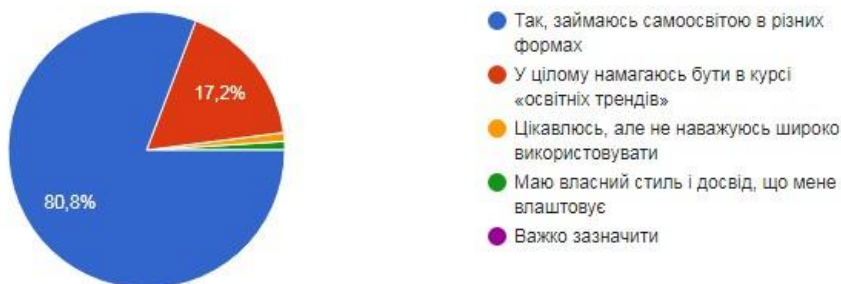 17,2%
80,8%
Так, займаюсь самоосвітою в різних
формах
У цілому намагаюсь бути в курсі
«освітніх трендів»
Цікавлюсь, але не наважуюсь широко
використовувати
Маю власний стиль і досвід, що мене
влаштовує
Важко зазначити